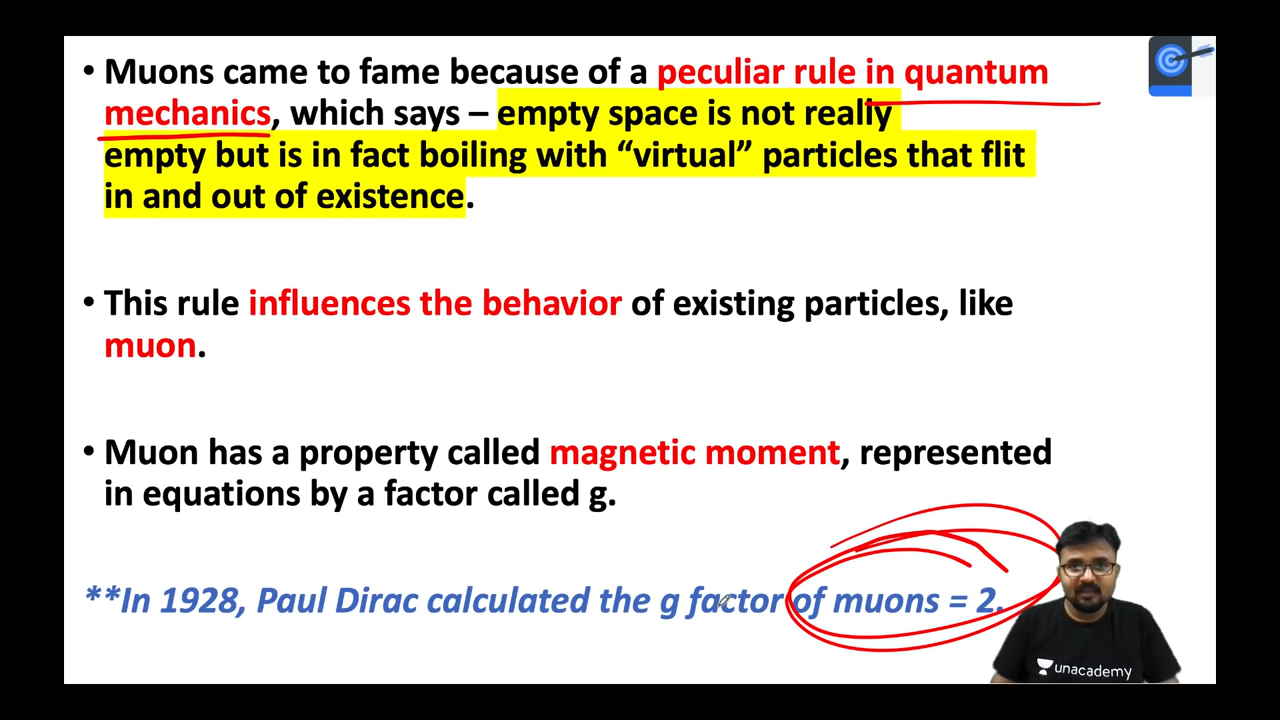 • Muons came to fame because of a peculiar rule in quantum
mechanics, which says – empty space is not really
empty but is in fact boiling with “virtual” particles that flit
in and out of existence.
• This rule influences the behavior of existing particles, like
muon.
• Muon has a property called magnetic moment, represented
in equations by a factor called g.
**In 1928, Paul Dirac calculated the g factor of muons = 2.
unacademy